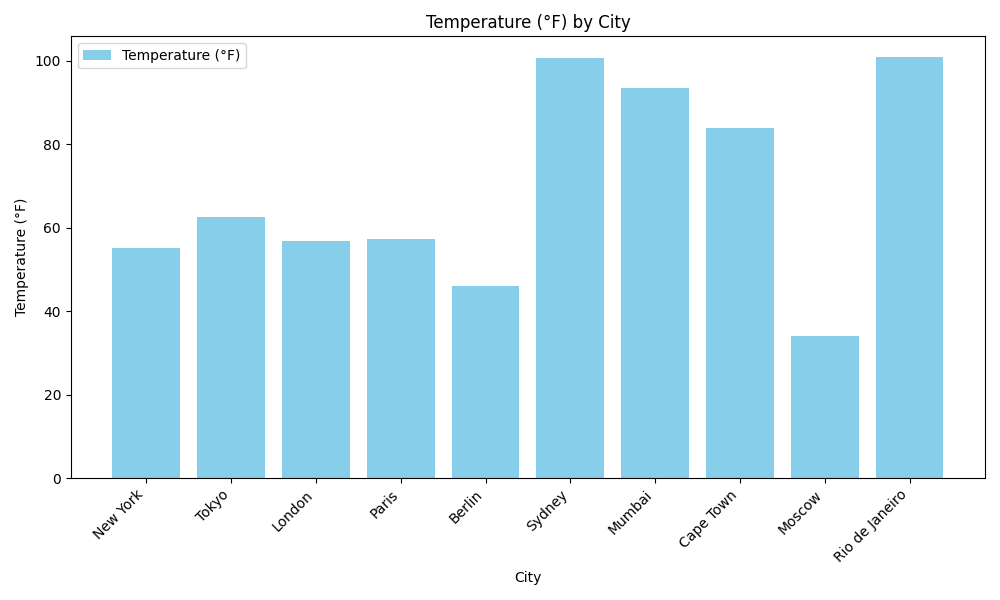 Temperature (°F) by City
Temperature (°F)
Temperature (°F)
100
80
60
40
20
0
New York
Tokyo
London
Paris
Berlin
Sydney
Mumbai
Cape Town
Moscow
Rio de Janeiro
City